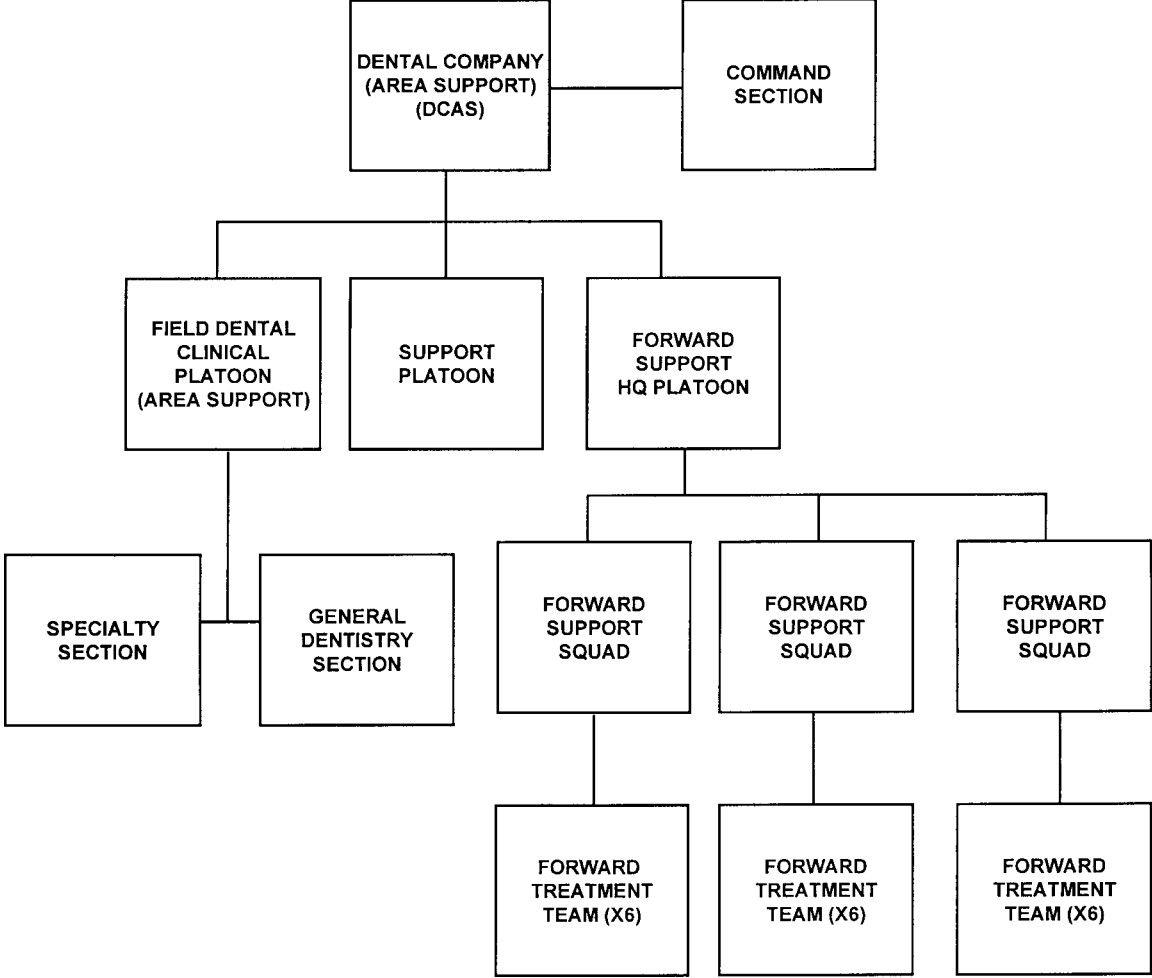 DENTAL COMPANY
(AREA SUPPORT)
(DCAS)
COMMAND
SECTION
FIELD DENTAL
CLINICAL
PLATOON
(AREA SUPPORT)
SUPPORT
PLATOON
FORWARD
SUPPORT
HQ PLATOON
SPECIALTY
SECTION
GENERAL
DENTISTRY
SECTION
FORWARD
SUPPORT
SQUAD
FORWARD
SUPPORT
SQUAD
FORWARD
SUPPORT
SQUAD
FORWARD
TREATMENT
TEAM (X6)
FORWARD
TREATMENT
TEAM (X6)
FORWARD
TREATMENT
TEAM (X6)